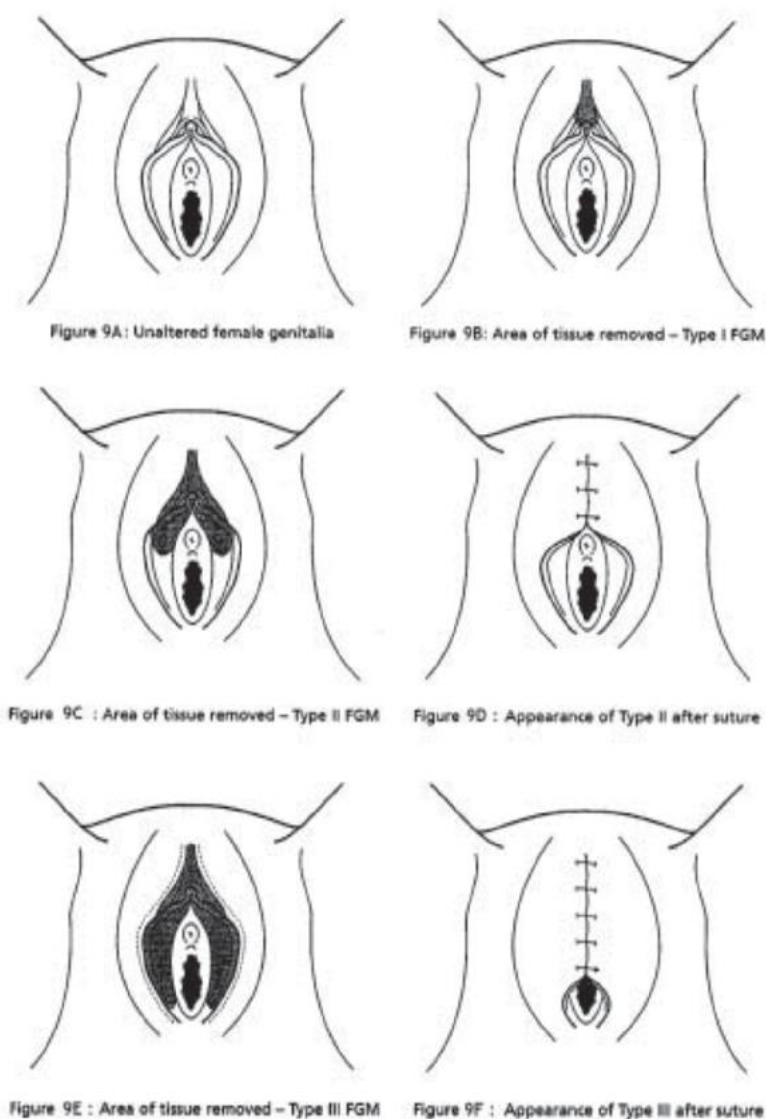 Figure 9A: Unaltered female genitalia
Figure 9B: Area of tissue removed – Type I FGM
Figure 9C : Area of tissue removed – Type II FGM
Figure 9D : Appearance of Type II after suture
Figure 9E : Area of tissue removed – Type III FGM
Figure 9F : Appearance of Type III after suture